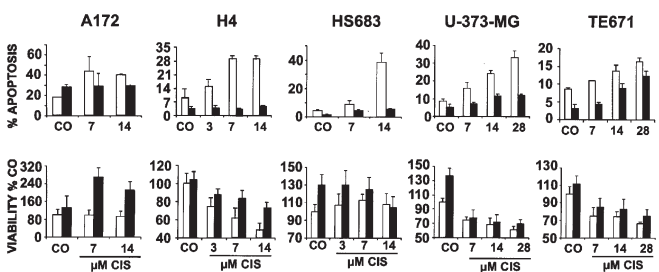 A172 H4 HS683 U-373-MG TE671
% APOPTOSIS
60 40 20 0
CO 7 14
35 28 21 14 7 0
CO 3 7 14
60 40 20 0
CO 7 14
40 30 20 10 0
CO 7 14 28
20 15 10 5 0
CO 7 14 28
VIABILITY % CO
320 240 160 80 0
CO 7 14
µM CIS
120 100 80 60 40
CO 3 7 14
µM CIS
150 130 110 90 70
CO 3 7 14
µM CIS
150 130 110 90 70 50
CO 7 14 28
µM CIS
130 110 90 70 50
CO 7 14 28
µM CIS